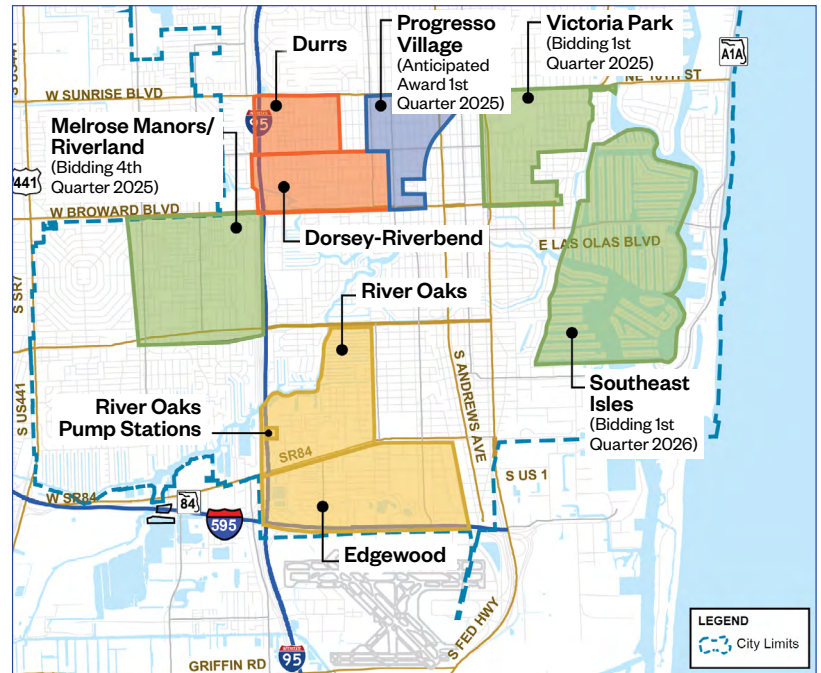 Durrs
Progresso
Village
(Anticipated
Award 1st
Quarter 2025)
Victoria Park
(Bidding 1st
Quarter 2025)
A1A
NE 10TH ST
W SUNRISE BLVD
95
Melrose Manors/
Riverland
(Bidding 4th
Quarter 2025)
441
W BROWARD BLVD
Dorsey-Riverbend
E LAS OLAS BLVD
S SR7
River Oaks
S ANDREWS AVE
Southeast
Isles
(Bidding 1st
Quarter 2026)
River Oaks
Pump Stations
S US441
SR84
S US 1
W SR84
84
595
Edgewood
S FED HWY
LEGEND
City Limits
95
GRIFFIN RD